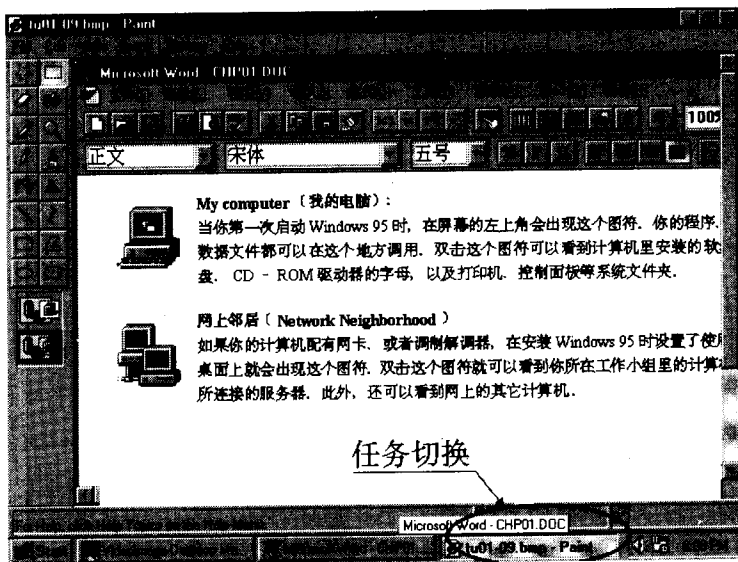 tu01-09.bmp - Paint
Microsoft Word - CHP01.DOC
100%
正文 宋体 五号
My computer（我的电脑）：
当你第一次启动 Windows 95 时，在屏幕的左上角会出现这个图符．你的程序、
数据文件都可以在这个地方调用．双击这个图符可以看到计算机里安装的软
盘．CD - ROM 驱动器的字母，以及打印机．控制面板等系统文件夹．
网上邻居（Network Neighborhood）
如果你的计算机配有网卡、或者调制解调器，在安装 Windows 95 时设置了使
桌面上就会出现这个图符．双击这个图符就可以看到你所在工作小组里的计算
所连接的服务器．此外，还可以看到网上的其它计算机．
任务切换
Microsoft Word - CHP01.DOC
tu01-09.bmp - Paint